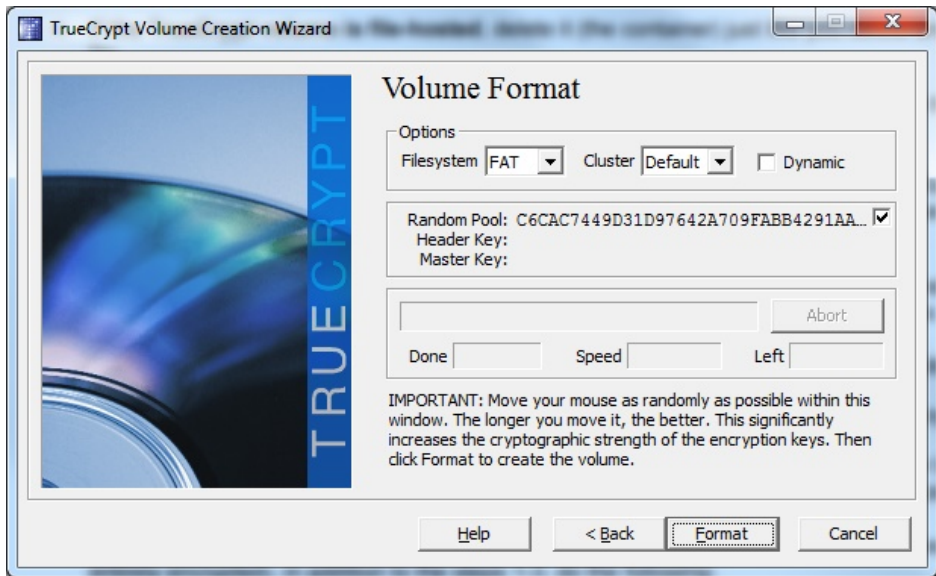 TrueCrypt Volume Creation Wizard
TRUECRYPT
Volume Format
Options
Filesystem FAT Cluster Default Dynamic
Random Pool: C6CAC7449D31D97642A709FABB4291AA...
Header Key:
Master Key:
Abort
Done Speed Left
IMPORTANT: Move your mouse as randomly as possible within this
window. The longer you move it, the better. This significantly
increases the cryptographic strength of the encryption keys. Then
click Format to create the volume.
Help < Back Format Cancel